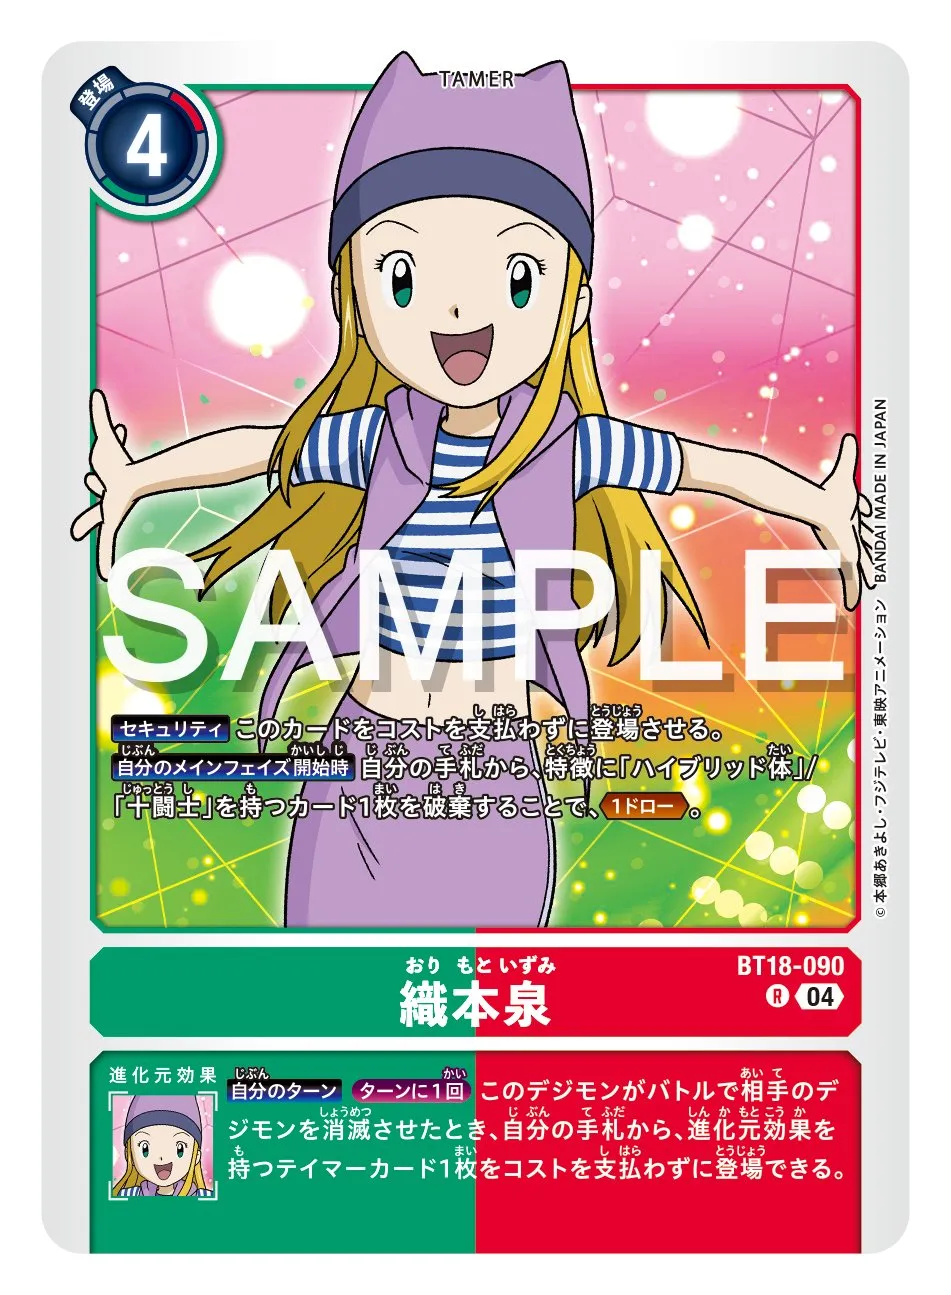 TAMER
登場
4
SAMPLE
セキュリティ このカードをコストを支払わずに登場させる。
自分のメインフェイズ開始時 自分の手札から、特徴に「ハイブリッド体」/
「十闘士」を持つカード1枚を破棄することで、1ドロー。
©本郷あきよし・フジテレビ・東映アニメーション BANDAI MADE IN JAPAN
おりもといずみ
織本泉
BT18-090
R 04
進化元効果
自分のターン ターンに1回 このデジモンがバトルで相手のデ
ジモンを消滅させたとき、自分の手札から、進化元効果を
持つテイマーカード1枚をコストを支払わずに登場できる。